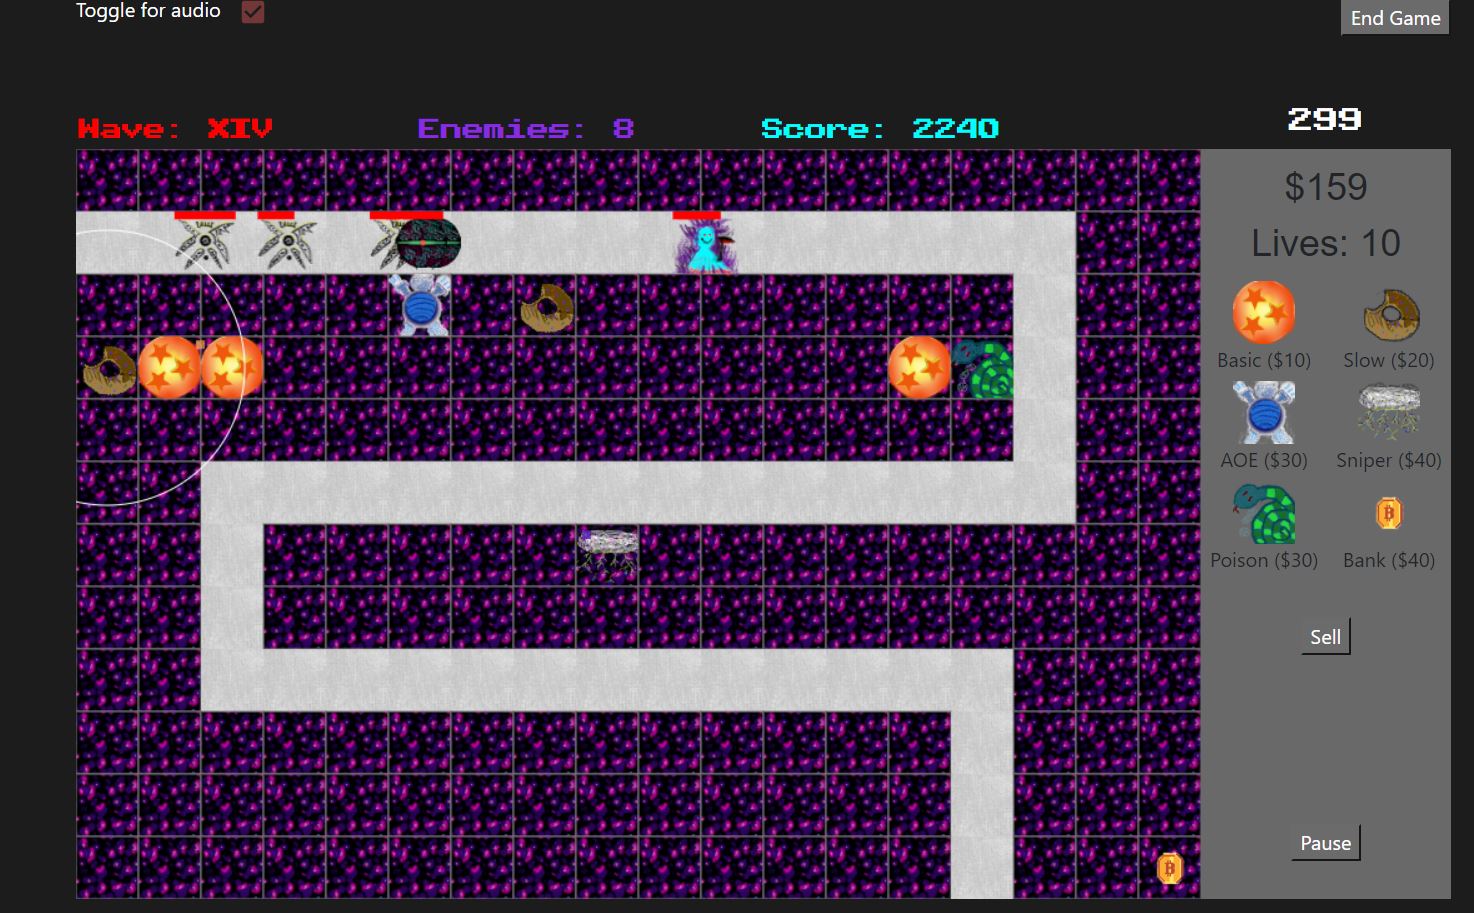 Toggle for audio
End Game
Wave: XIV Enemies: 8 Score: 2240 299
$159
Lives: 10
Basic ($10) Slow ($20)
AOE ($30) Sniper ($40)
Poison ($30) Bank ($40)
Sell
Pause